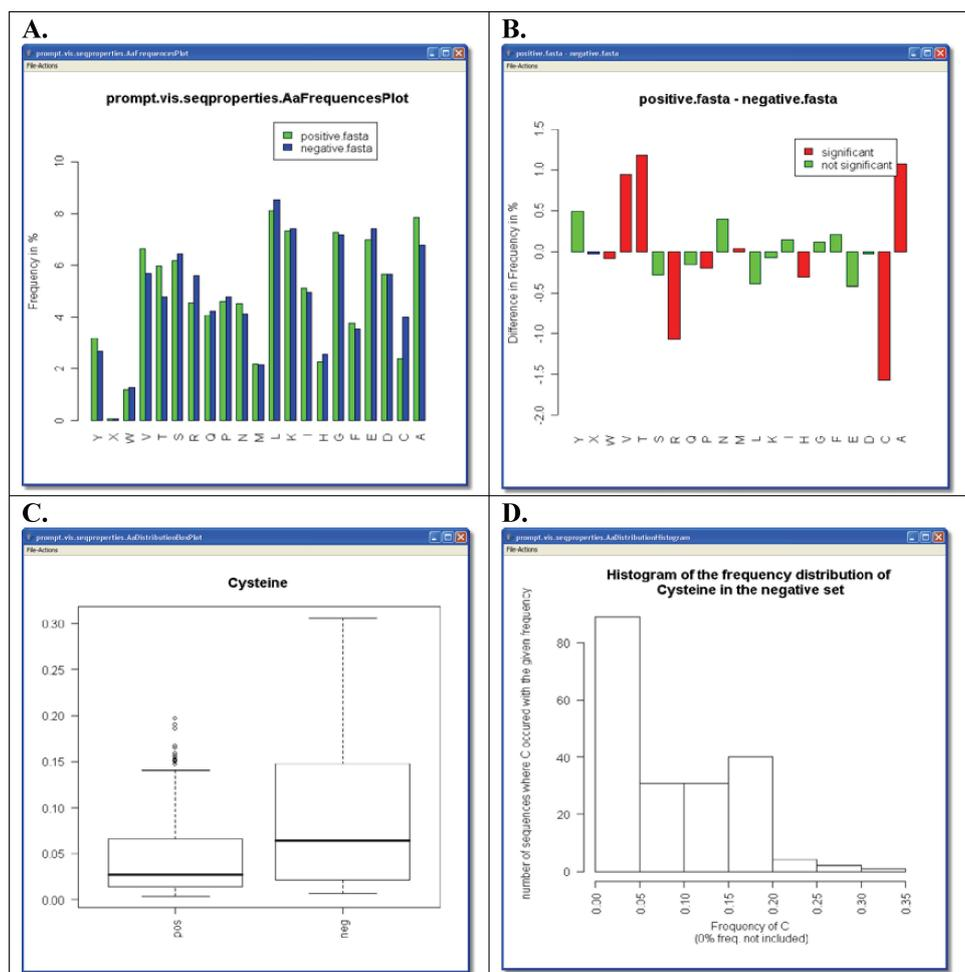 A.
prompt.vis.seqproperties.AaFrequencesPlot
File-Actions
prompt.vis.seqproperties.AaFrequencesPlot
positive.fasta
negative.fasta
Frequency in %
10
8
6
4
2
0
Y X W V T S R Q P N M L K I H G F E D C A
B.
positive.fasta - negative.fasta
File-Actions
positive.fasta - negative.fasta
significant
not significant
Difference in Frequency in %
1.5
1.0
0.5
0.0
-0.5
-1.0
-1.5
-2.0
Y X W V T S R Q P N M L K I H G F E D C A
C.
prompt.vis.seqproperties.AaDistributionBoxPlot
File-Actions
Cysteine
0.30
0.25
0.20
0.15
0.10
0.05
0.00
pos
neg
D.
prompt.vis.seqproperties.AaDistributionHistogram
File-Actions
Histogram of the frequency distribution of
Cysteine in the negative set
number of sequences where C occured with the given frequency
80
60
40
20
0
0.00 0.05 0.10 0.15 0.20 0.25 0.30 0.35
Frequency of C
(0% freq. not included)